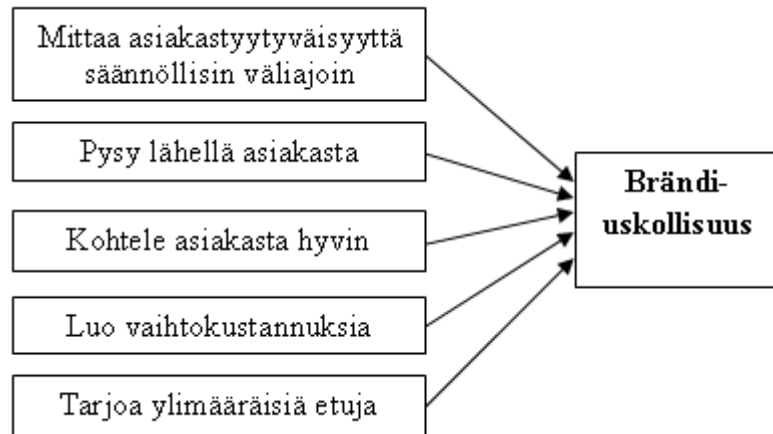 Mittaa asiakastyytyväisyyttä
säännöllisin väliajoin
Pysy lähellä asiakasta
Kohtele asiakasta hyvin
Luo vaihtokustannuksia
Tarjoa ylimääräisiä etuja
Brändi-
uskollisuus